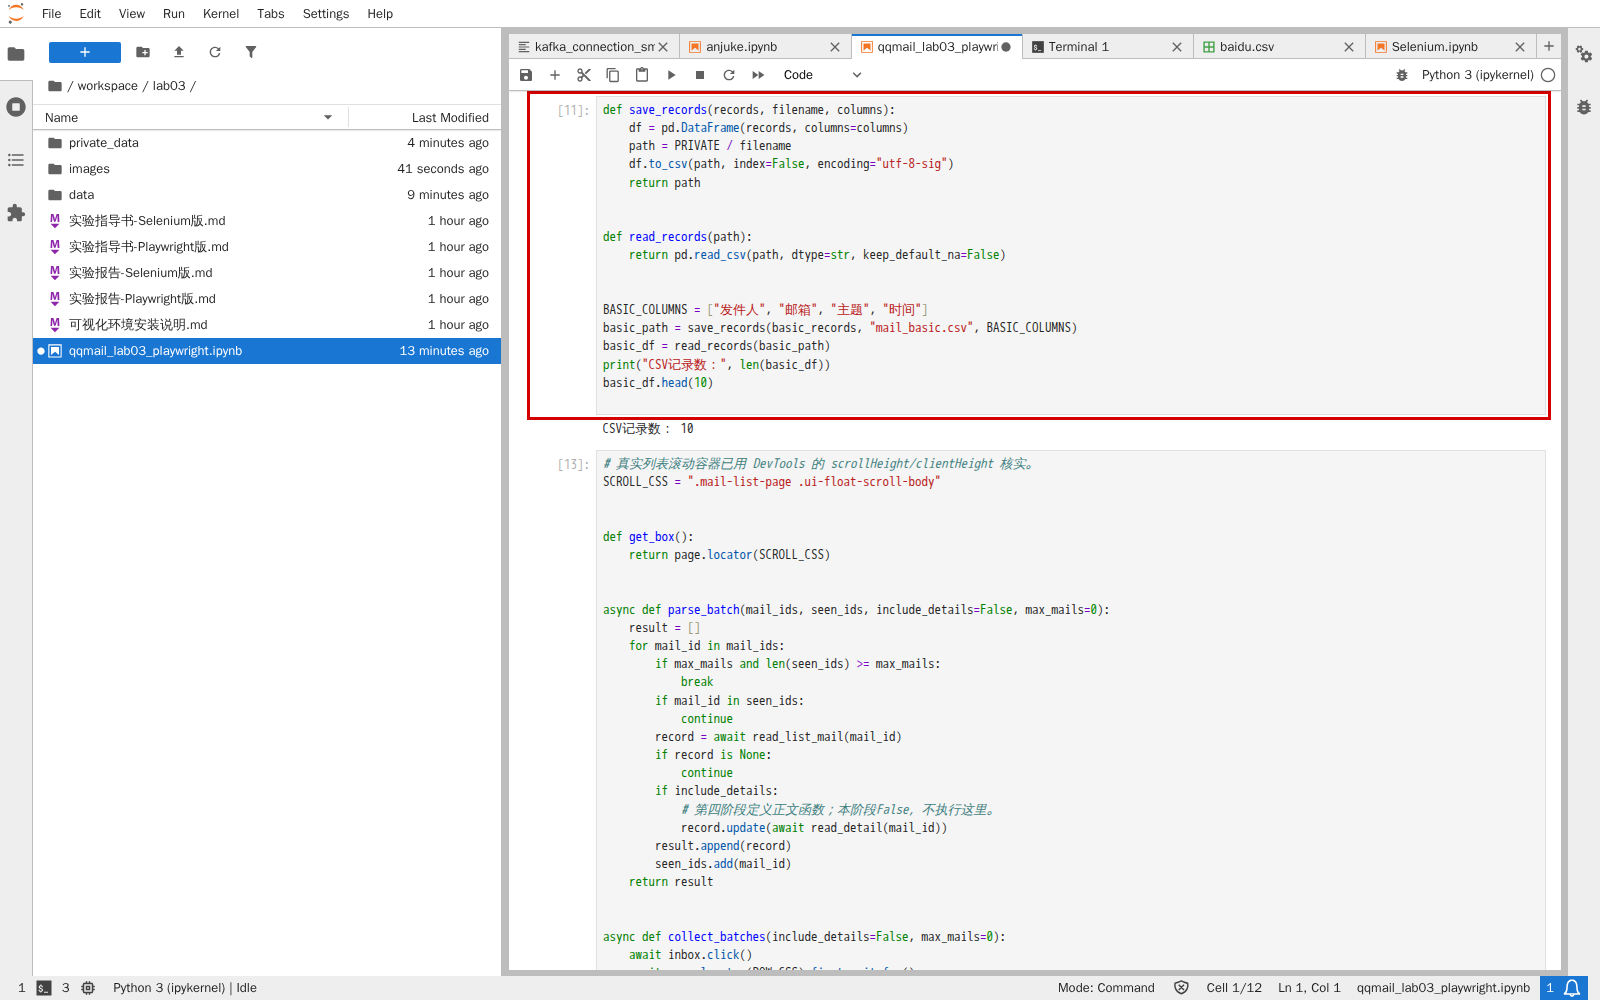 File Edit View Run Kernel Tabs Settings Help
/ workspace / lab03 /
Name Last Modified
private_data 4 minutes ago
images 41 seconds ago
data 9 minutes ago
实验指导书-Selenium版.md 1 hour ago
实验指导书-Playwright版.md 1 hour ago
实验报告-Selenium版.md 1 hour ago
实验报告-Playwright版.md 1 hour ago
可视化环境安装说明.md 1 hour ago
qqmail_lab03_playwright.ipynb 13 minutes ago
kafka_connection_sm anjuke.ipynb qqmail_lab03_playwri Terminal 1 baidu.csv Selenium.ipynb
Code Python 3 (ipykernel)
[11]: def save_records(records, filename, columns):
    df = pd.DataFrame(records, columns=columns)
    path = PRIVATE / filename
    df.to_csv(path, index=False, encoding="utf-8-sig")
    return path
def read_records(path):
    return pd.read_csv(path, dtype=str, keep_default_na=False)
BASIC_COLUMNS = ["发件人", "邮箱", "主题", "时间"]
basic_path = save_records(basic_records, "mail_basic.csv", BASIC_COLUMNS)
basic_df = read_records(basic_path)
print("CSV记录数：", len(basic_df))
basic_df.head(10)
CSV记录数： 10
[13]: # 真实列表滚动容器已用 DevTools 的 scrollHeight/clientHeight 核实。
SCROLL_CSS = ".mail-list-page .ui-float-scroll-body"
def get_box():
    return page.locator(SCROLL_CSS)
async def parse_batch(mail_ids, seen_ids, include_details=False, max_mails=0):
    result = []
    for mail_id in mail_ids:
        if max_mails and len(seen_ids) >= max_mails:
            break
        if mail_id in seen_ids:
            continue
        record = await read_list_mail(mail_id)
        if record is None:
            continue
        if include_details:
            # 第四阶段定义正文函数；本阶段False, 不执行这里。
            record.update(await read_detail(mail_id))
        result.append(record)
        seen_ids.add(mail_id)
    return result
async def collect_batches(include_details=False, max_mails=0):
    await inbox.click()
1 3 Python 3 (ipykernel) | Idle Mode: Command Cell 1/12 Ln 1, Col 1 qqmail_lab03_playwright.ipynb 1